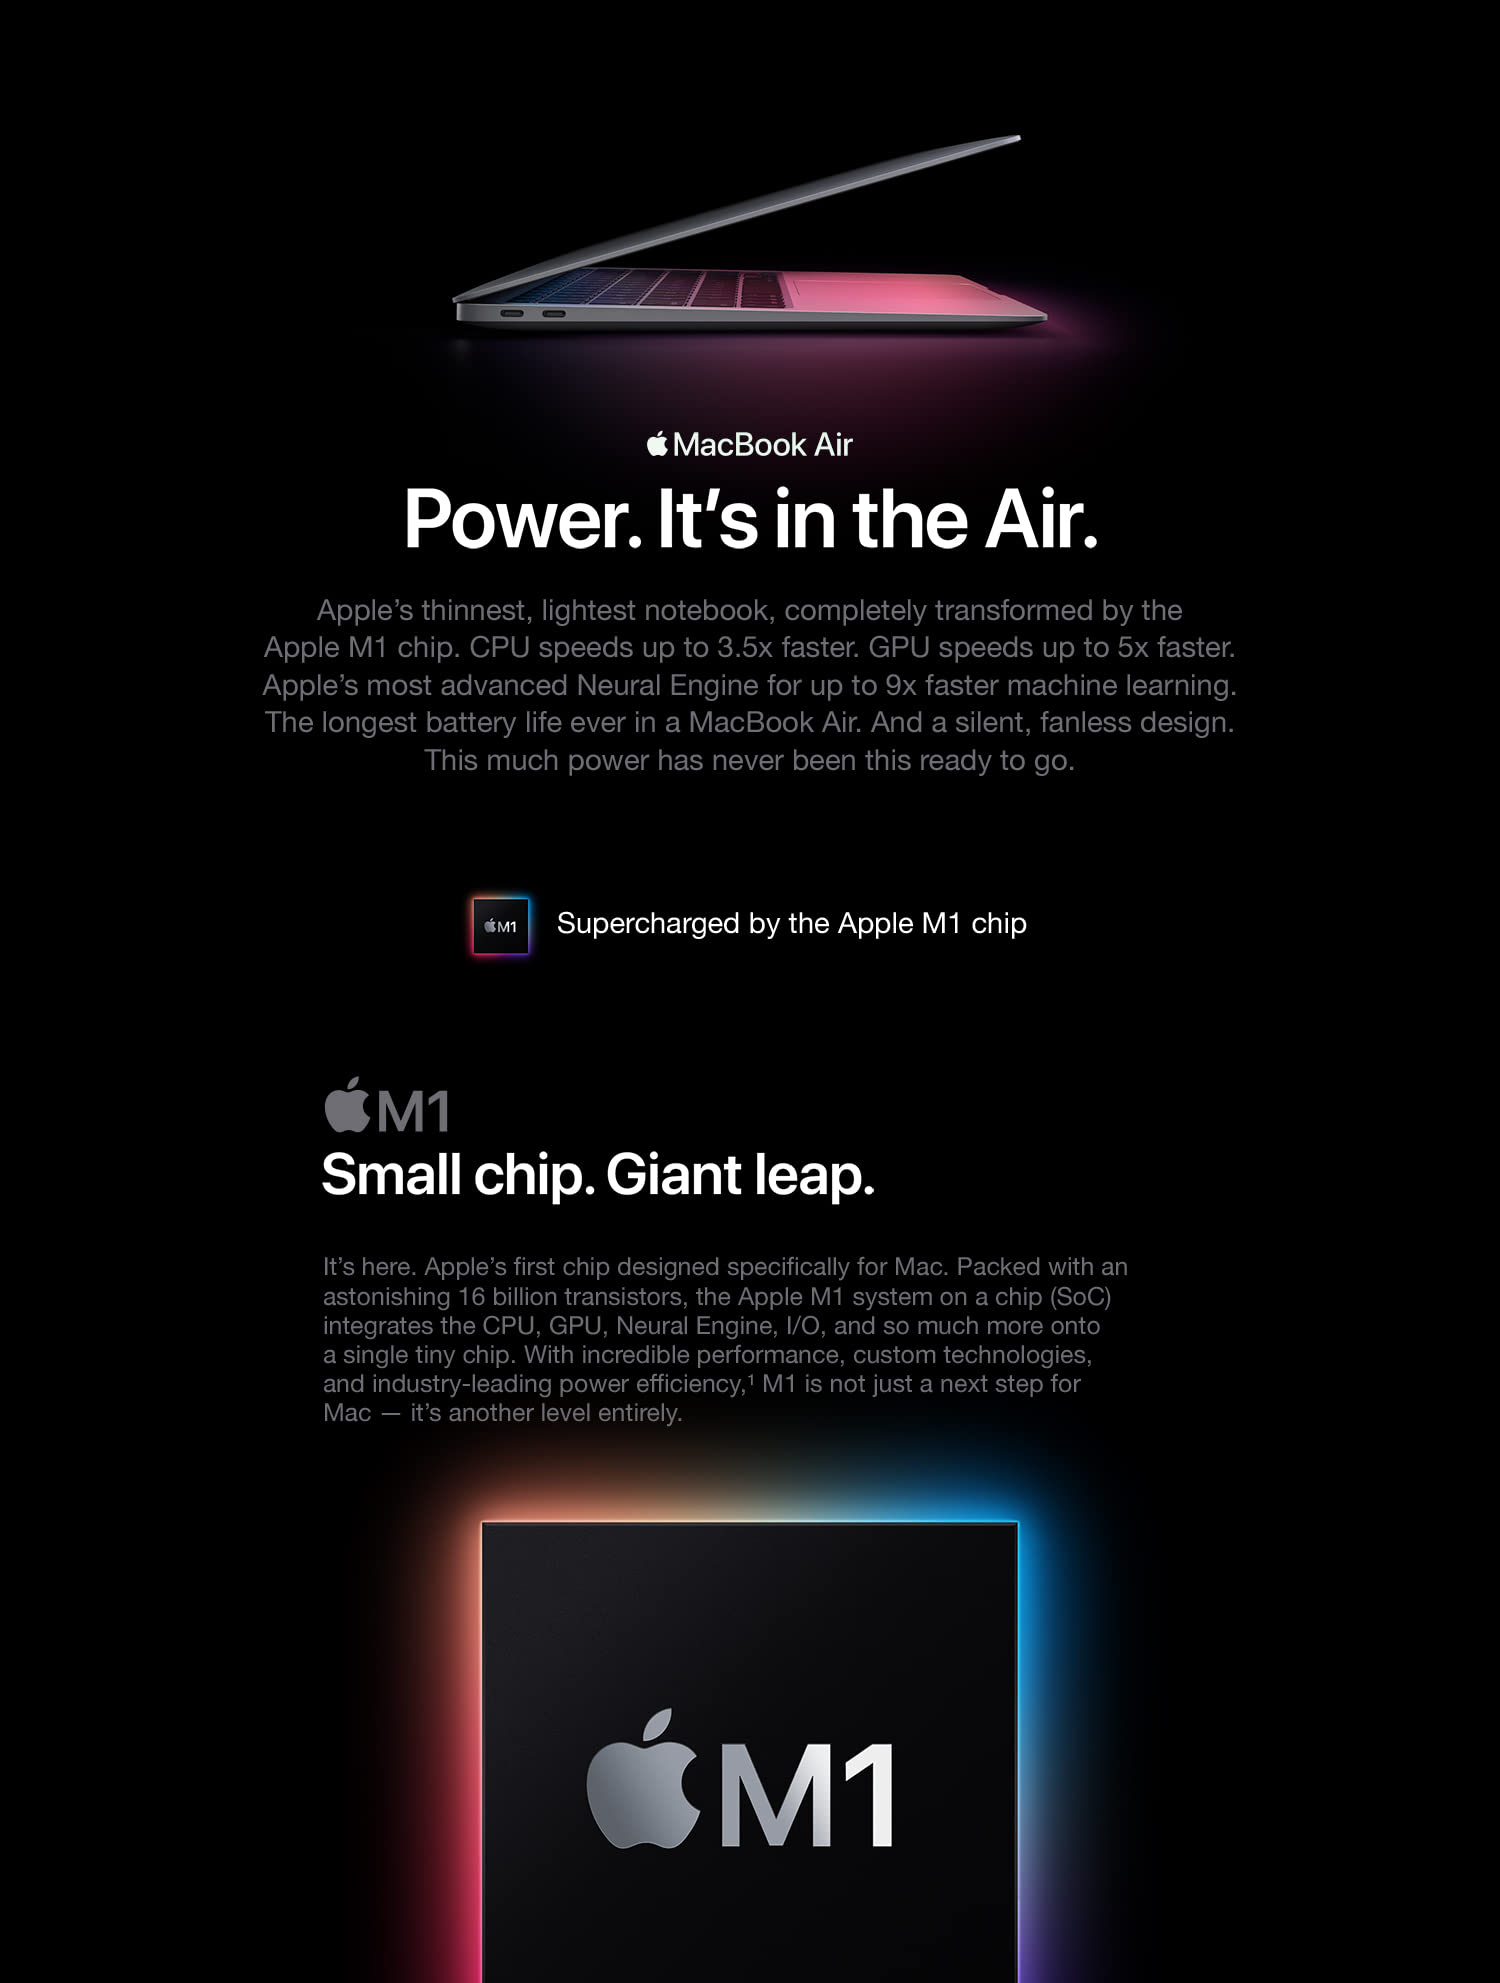 MacBook Air
Power. It’s in the Air.
Apple’s thinnest, lightest notebook, completely transformed by the
Apple M1 chip. CPU speeds up to 3.5x faster. GPU speeds up to 5x faster.
Apple’s most advanced Neural Engine for up to 9x faster machine learning.
The longest battery life ever in a MacBook Air. And a silent, fanless design.
This much power has never been this ready to go.
M1
Supercharged by the Apple M1 chip
M1
Small chip. Giant leap.
It’s here. Apple’s first chip designed specifically for Mac. Packed with an
astonishing 16 billion transistors, the Apple M1 system on a chip (SoC)
integrates the CPU, GPU, Neural Engine, I/O, and so much more onto
a single tiny chip. With incredible performance, custom technologies,
and industry-leading power efficiency,¹ M1 is not just a next step for
Mac — it’s another level entirely.
M1